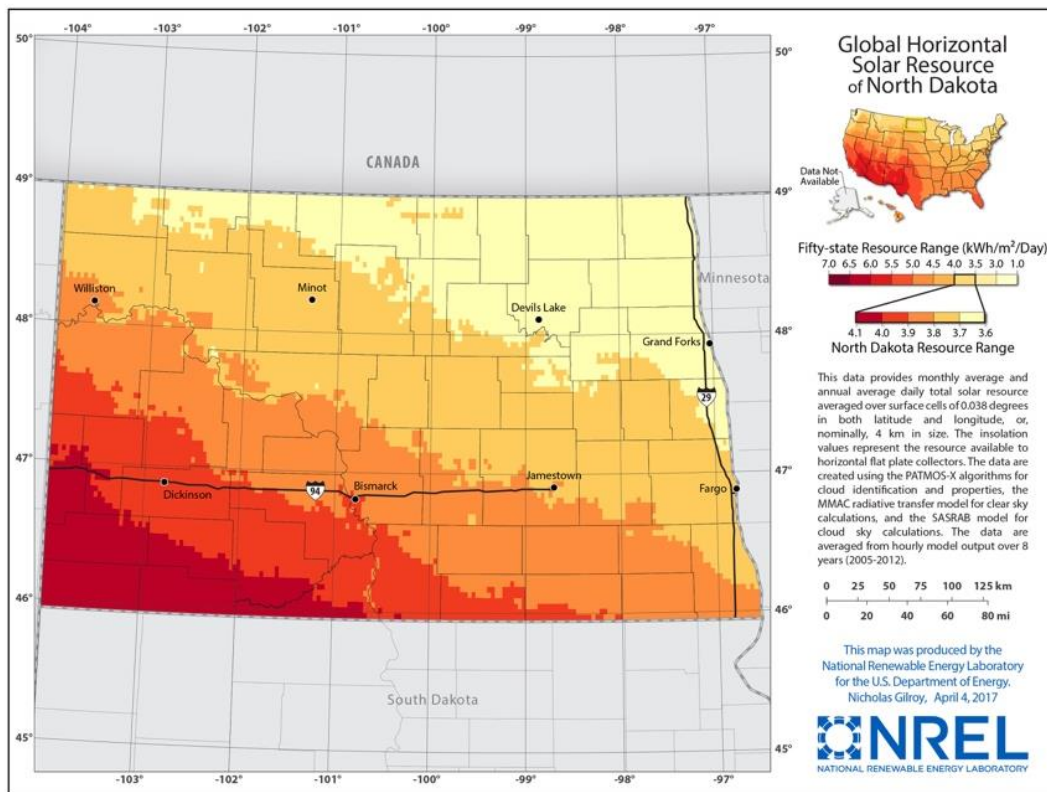 -104° -103° -102° -101° -100° -99° -98° -97°
50° 50°
CANADA
49° 49°
Minnesota
Williston
Minot
Devils Lake
48° 48°
Grand Forks
29
47° 47°
Dickinson
94
Bismarck
Jamestown
Fargo
46° 46°
South Dakota
45° 45°
-103° -102° -101° -100° -99° -98° -97°
Global Horizontal
Solar Resource
of North Dakota
Data Not
Available
Fifty-state Resource Range (kWh/m²/Day)
7.0 6.5 5.5 5.0 4.5 4.0 3.5 3.0 1.0
4.1 4.0 3.9 3.8 3.7 3.6
North Dakota Resource Range
This data provides monthly average and
annual average daily total solar resource
averaged over surface cells of 0.038 degrees
in both latitude and longitude, or,
nominally, 4 km in size. The insolation
values represent the resource available to
horizontal flat plate collectors. The data are
created using the PATMOS-X algorithms for
cloud identification and properties, the
MMAC radiative transfer model for clear sky
calculations, and the SASRAB model for
cloud sky calculations. The data are
averaged from hourly model output over 8
years (2005-2012).
0 25 50 75 100 125 km
0 20 40 60 80 mi
This map was produced by the
National Renewable Energy Laboratory
for the U.S. Department of Energy.
Nicholas Gilroy, April 4, 2017
NREL
NATIONAL RENEWABLE ENERGY LABORATORY